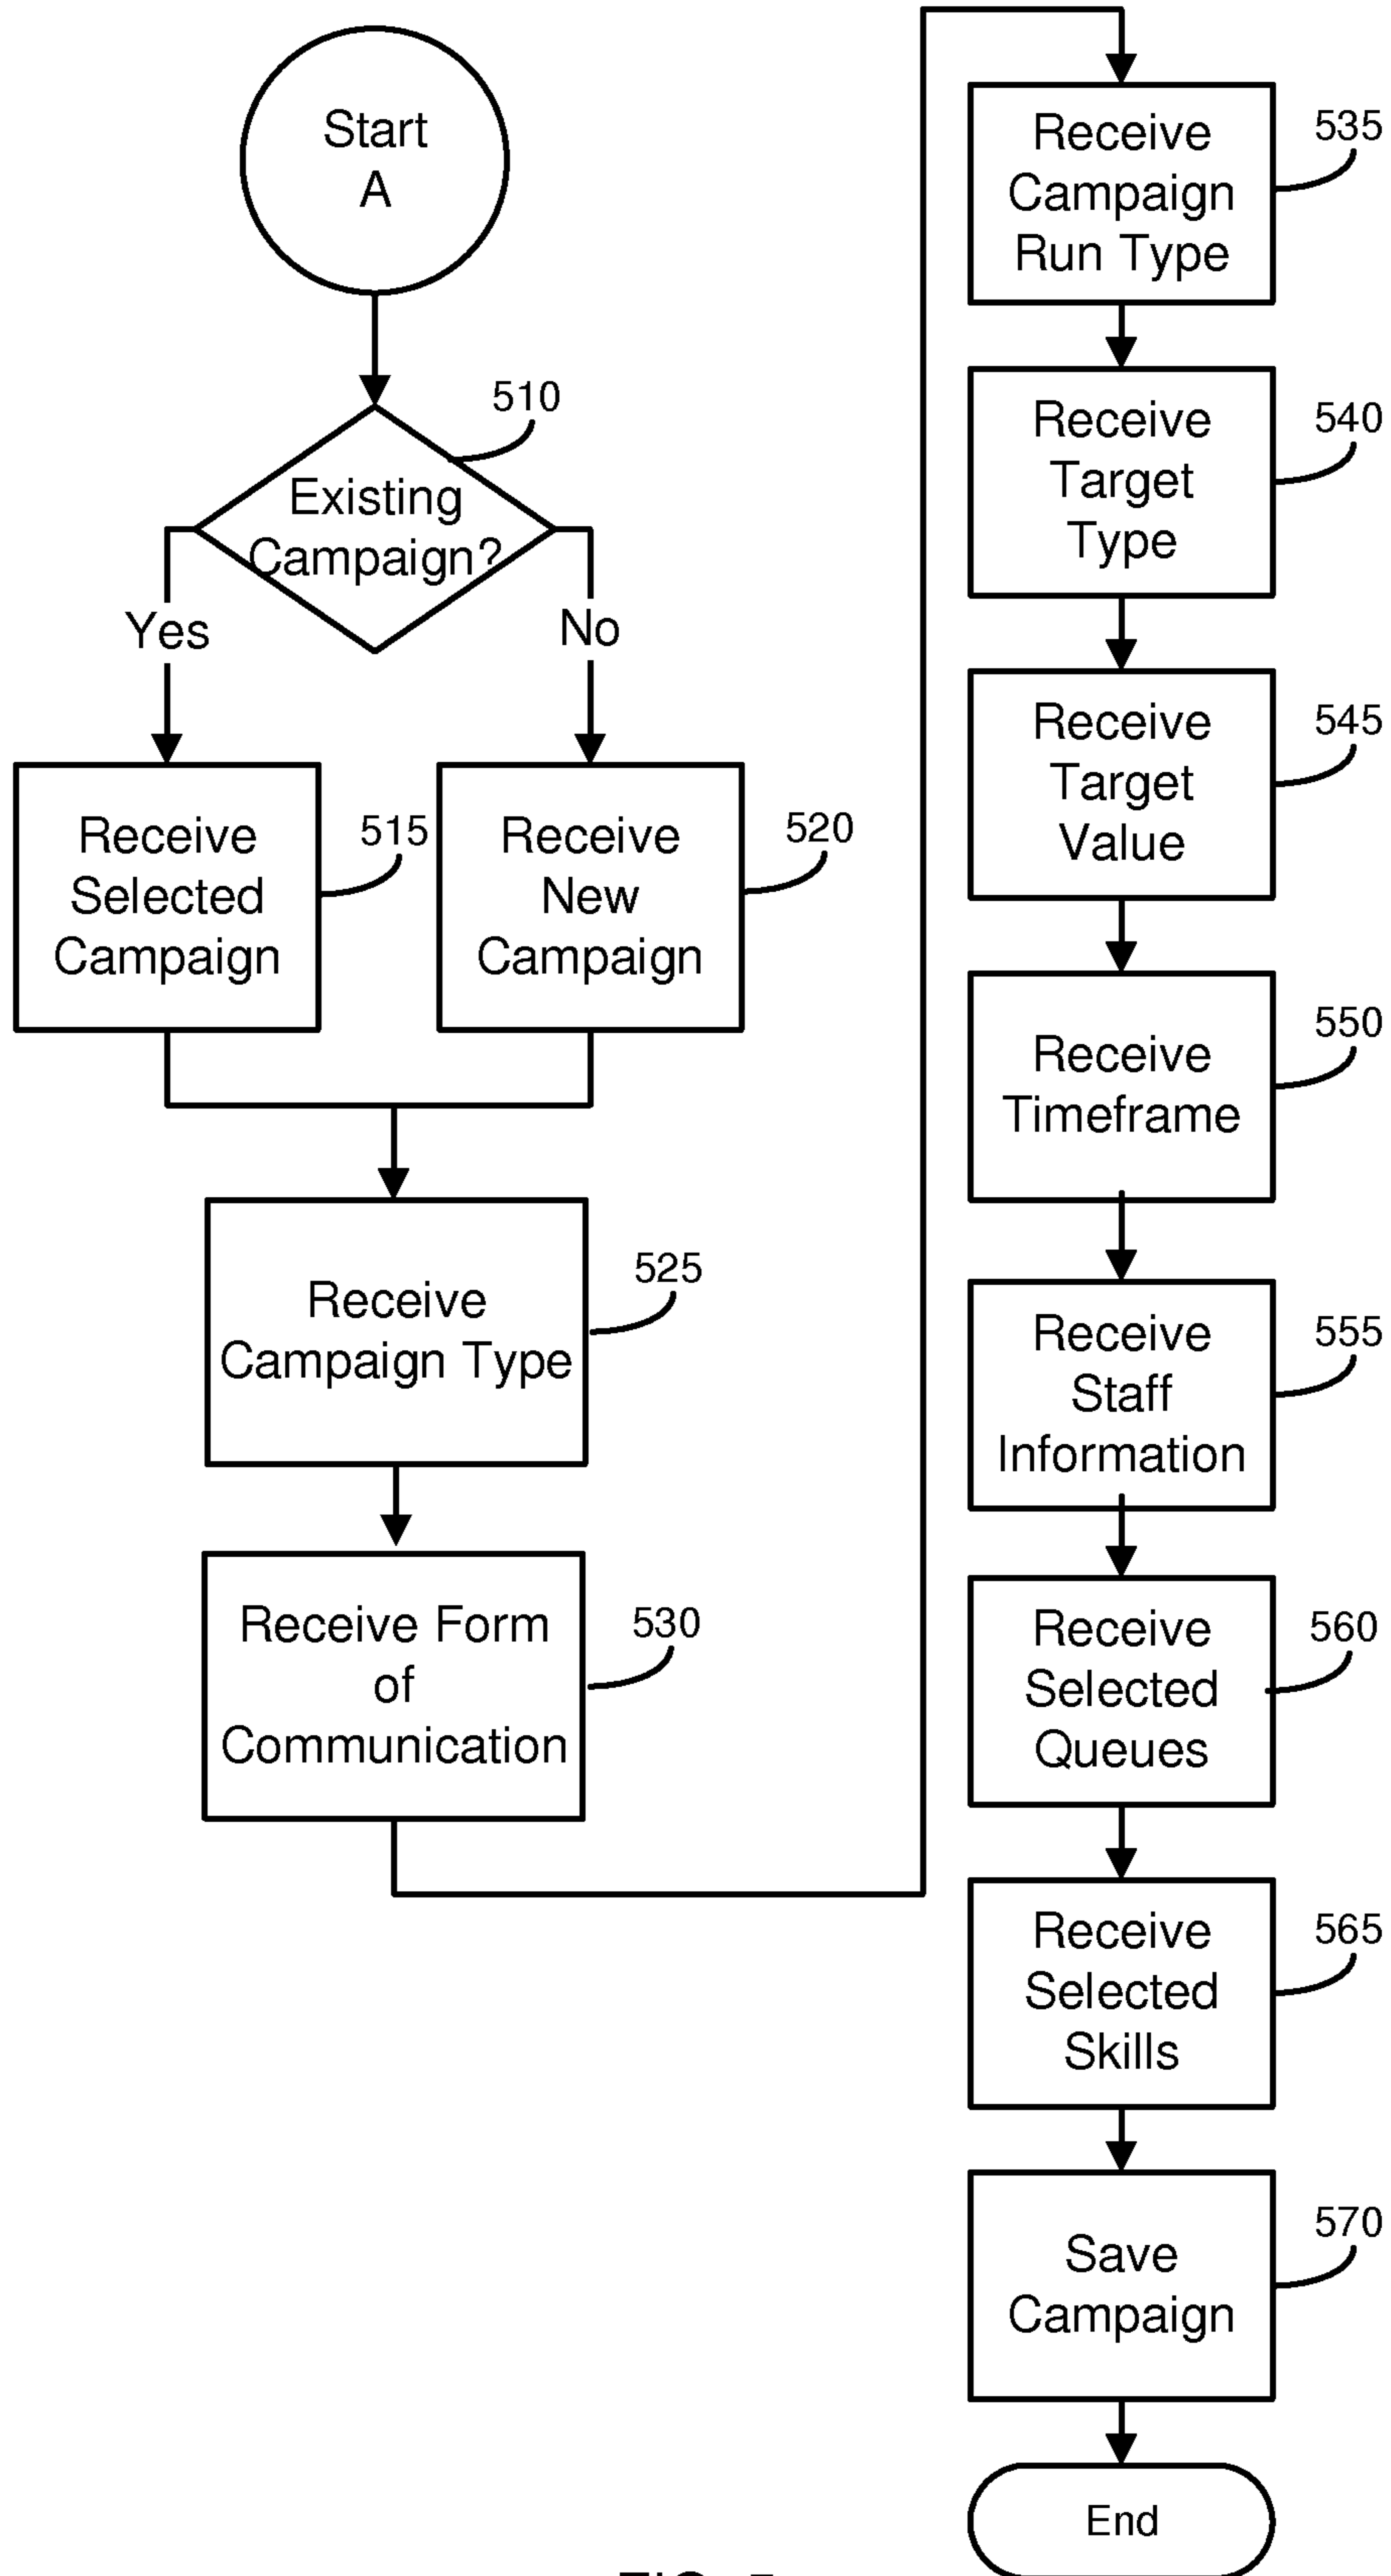 Start
A
510
Existing
Campaign?
Yes
No
Receive
Selected
Campaign
515
Receive
New
Campaign
520
Receive
Campaign Type
525
Receive Form
of
Communication
530
Receive
Campaign
Run Type
535
Receive
Target
Type
540
Receive
Target
Value
545
Receive
Timeframe
550
Receive
Staff
Information
555
Receive
Selected
Queues
560
Receive
Selected
Skills
565
Save
Campaign
570
End